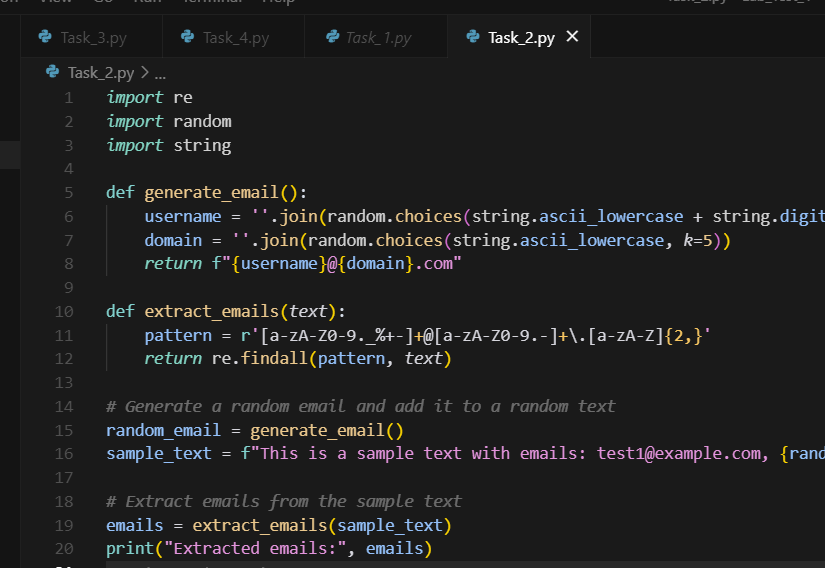 View Go Run Terminal Help
Task_3.py Task_4.py Task_1.py Task_2.py ×
Task_2.py > ...
1 import re
2 import random
3 import string
4
5 def generate_email():
6     username = ''.join(random.choices(string.ascii_lowercase + string.digit
7     domain = ''.join(random.choices(string.ascii_lowercase, k=5))
8     return f"{username}@{domain}.com"
9
10 def extract_emails(text):
11     pattern = r'[a-zA-Z0-9._%+-]+@[a-zA-Z0-9.-]+\.[a-zA-Z]{2,}'
12     return re.findall(pattern, text)
13
14 # Generate a random email and add it to a random text
15 random_email = generate_email()
16 sample_text = f"This is a sample text with emails: test1@example.com, {rand
17
18 # Extract emails from the sample text
19 emails = extract_emails(sample_text)
20 print("Extracted emails:", emails)